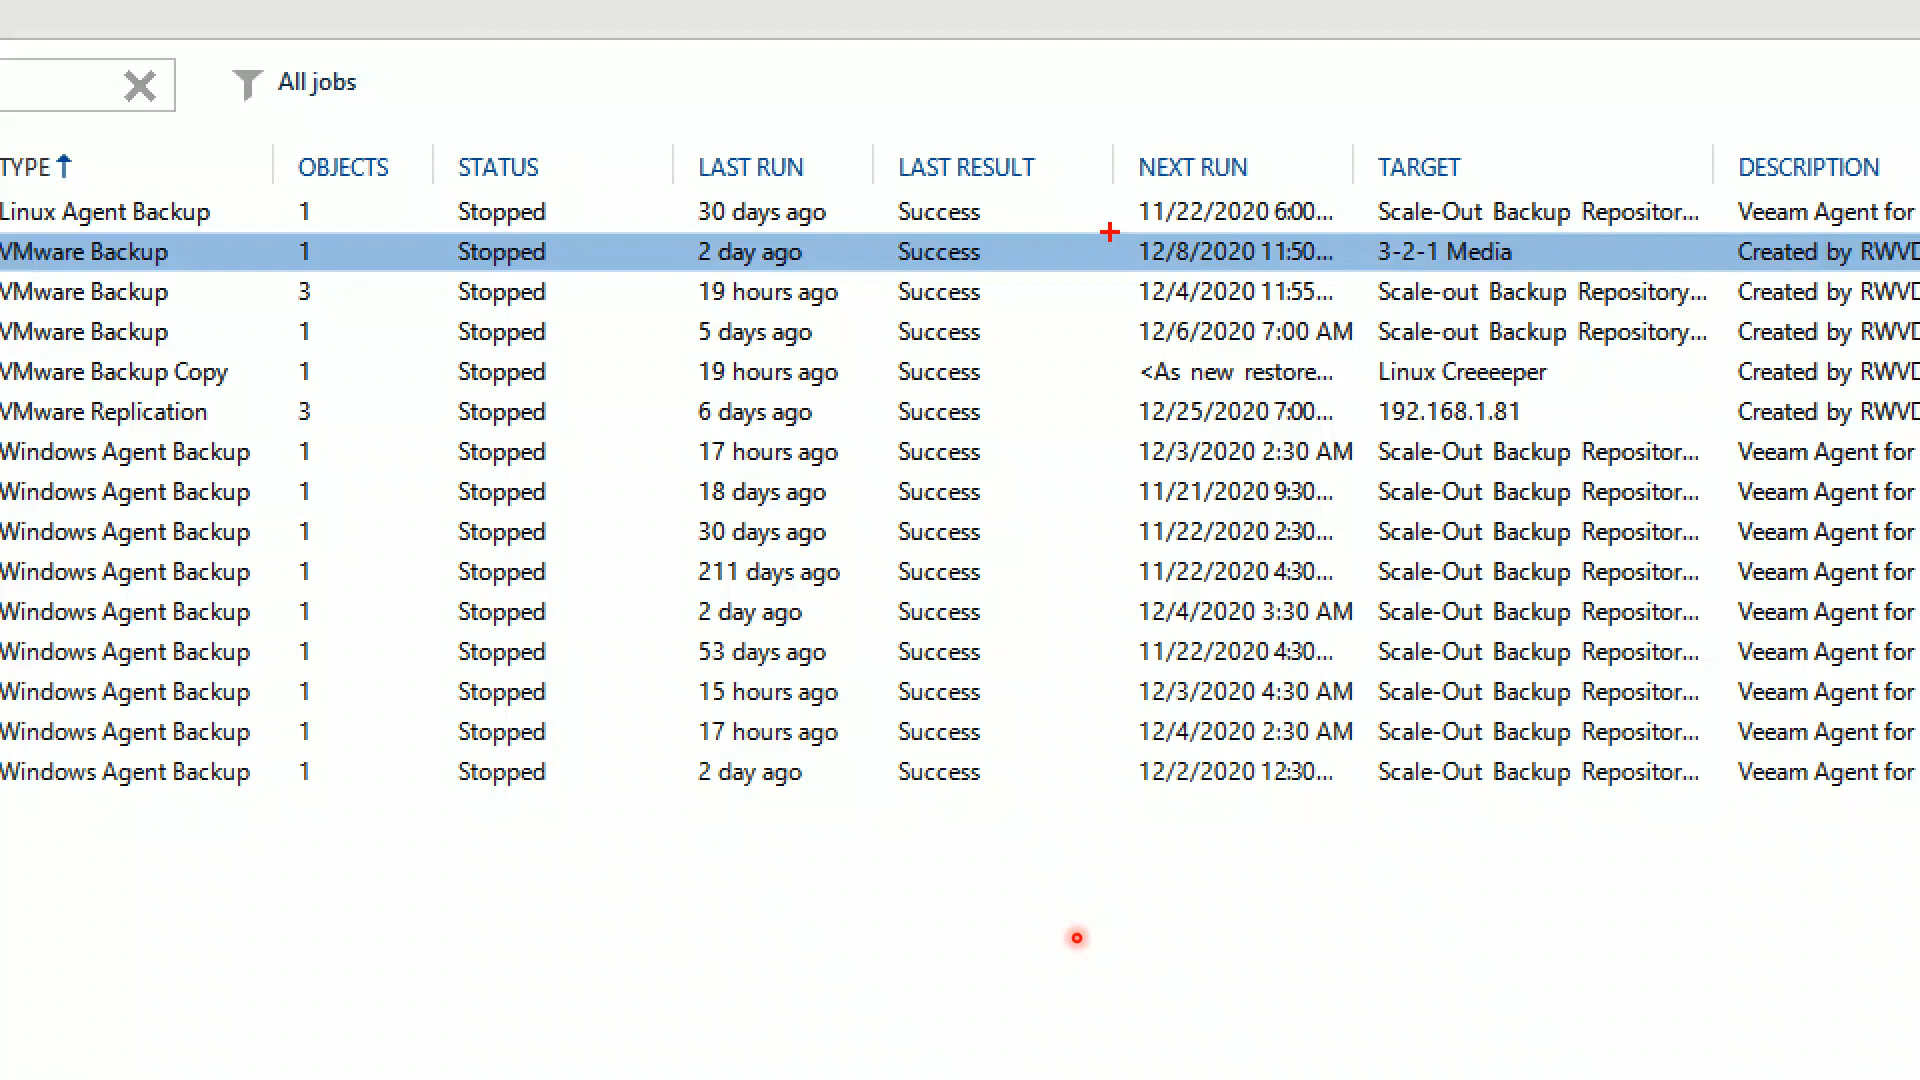 All jobs
TYPE OBJECTS STATUS LAST RUN LAST RESULT NEXT RUN TARGET DESCRIPTION
Linux Agent Backup 1 Stopped 30 days ago Success 11/22/2020 6:00... Scale-Out Backup Repositor... Veeam Agent for
VMware Backup 1 Stopped 2 day ago Success 12/8/2020 11:50... 3-2-1 Media Created by RWVD
VMware Backup 3 Stopped 19 hours ago Success 12/4/2020 11:55... Scale-out Backup Repository... Created by RWVD
VMware Backup 1 Stopped 5 days ago Success 12/6/2020 7:00 AM Scale-out Backup Repository... Created by RWVD
VMware Backup Copy 1 Stopped 19 hours ago Success <As new restore... Linux Creeeeper Created by RWVD
VMware Replication 3 Stopped 6 days ago Success 12/25/2020 7:00... 192.168.1.81 Created by RWVD
Windows Agent Backup 1 Stopped 17 hours ago Success 12/3/2020 2:30 AM Scale-Out Backup Repositor... Veeam Agent for
Windows Agent Backup 1 Stopped 18 days ago Success 11/21/2020 9:30... Scale-Out Backup Repositor... Veeam Agent for
Windows Agent Backup 1 Stopped 30 days ago Success 11/22/2020 2:30... Scale-Out Backup Repositor... Veeam Agent for
Windows Agent Backup 1 Stopped 211 days ago Success 11/22/2020 4:30... Scale-Out Backup Repositor... Veeam Agent for
Windows Agent Backup 1 Stopped 2 day ago Success 12/4/2020 3:30 AM Scale-Out Backup Repositor... Veeam Agent for
Windows Agent Backup 1 Stopped 53 days ago Success 11/22/2020 4:30... Scale-Out Backup Repositor... Veeam Agent for
Windows Agent Backup 1 Stopped 15 hours ago Success 12/3/2020 4:30 AM Scale-Out Backup Repositor... Veeam Agent for
Windows Agent Backup 1 Stopped 17 hours ago Success 12/4/2020 2:30 AM Scale-Out Backup Repositor... Veeam Agent for
Windows Agent Backup 1 Stopped 2 day ago Success 12/2/2020 12:30... Scale-Out Backup Repositor... Veeam Agent for